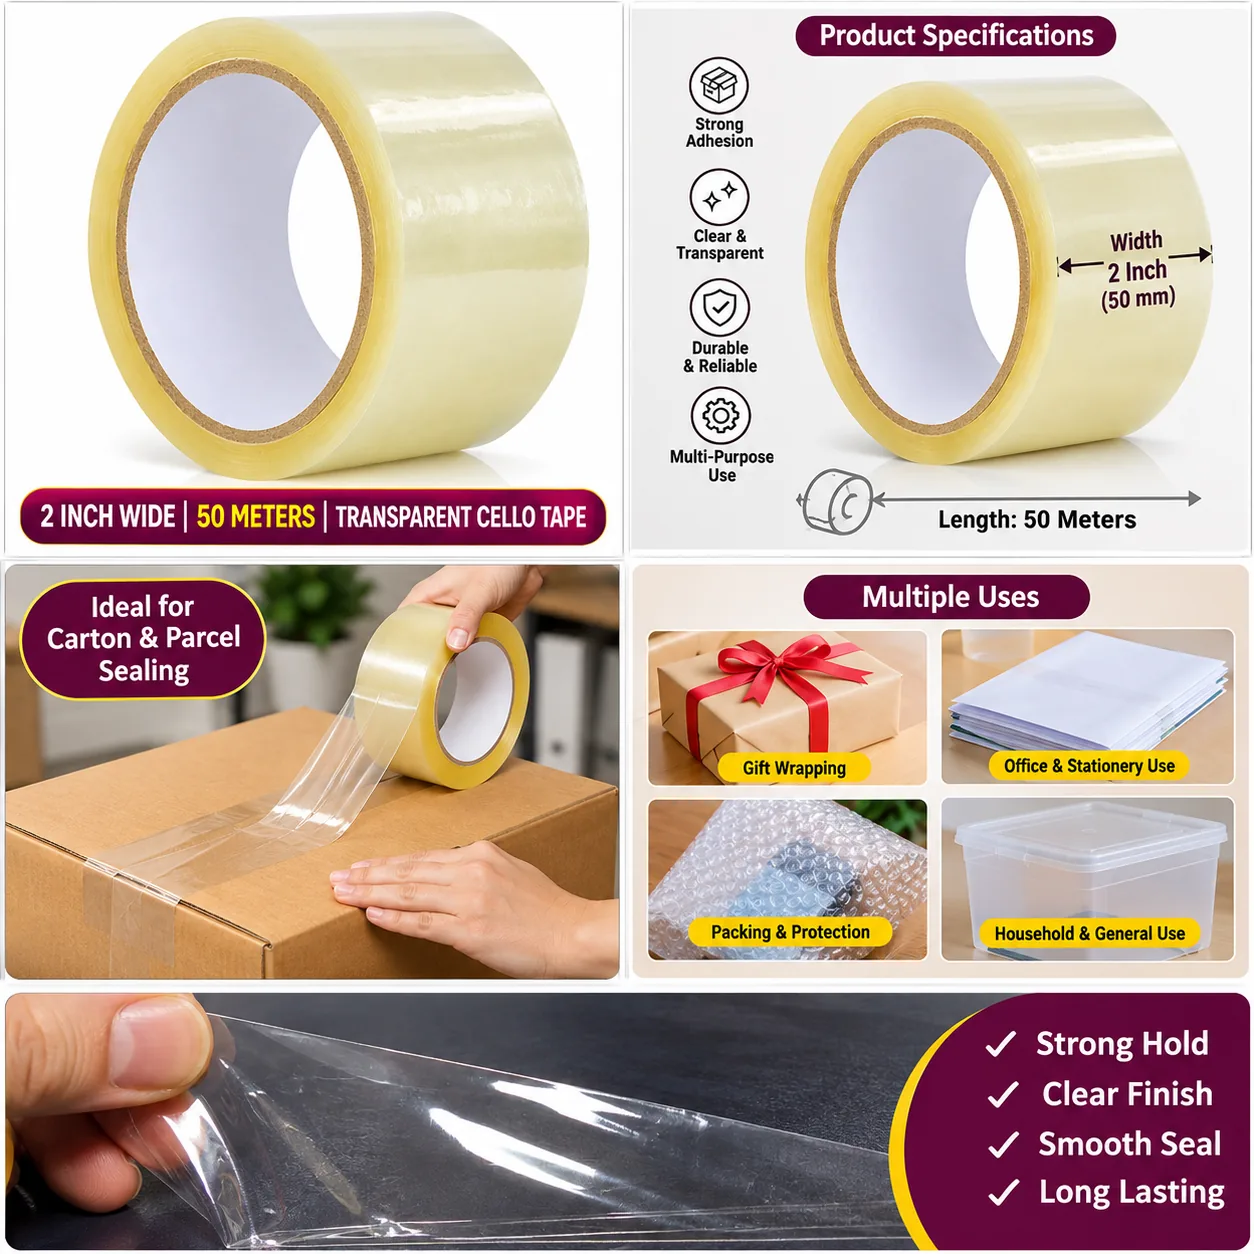 2 INCH WIDE | 50 METERS | TRANSPARENT CELLO TAPE
Product Specifications
Strong
Adhesion
Clear &
Transparent
Durable
& Reliable
Multi-Purpose
Use
Width
2 Inch
(50 mm)
Length: 50 Meters
Ideal for
Carton & Parcel
Sealing
Multiple Uses
Gift Wrapping
Office & Stationery Use
Packing & Protection
Household & General Use
Strong Hold
Clear Finish
Smooth Seal
Long Lasting